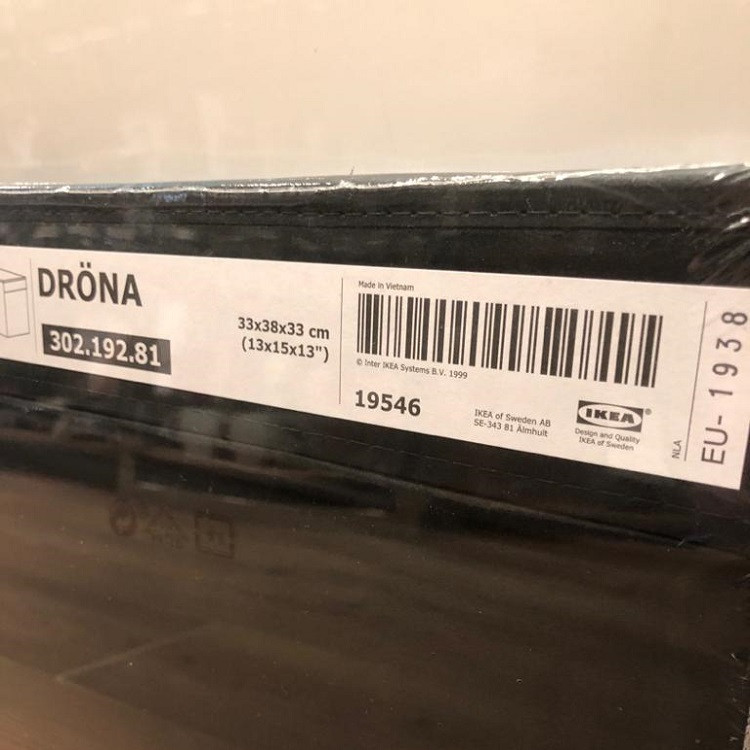 DRÖNA
302.192.81
33x38x33 cm
(13x15x13")
Made in Vietnam
© Inter IKEA Systems B.V. 1999
19546
IKEA of Sweden AB
SE-343 81 Älmhult
IKEA®
Design and Quality
IKEA of Sweden
NLA
EU-1938